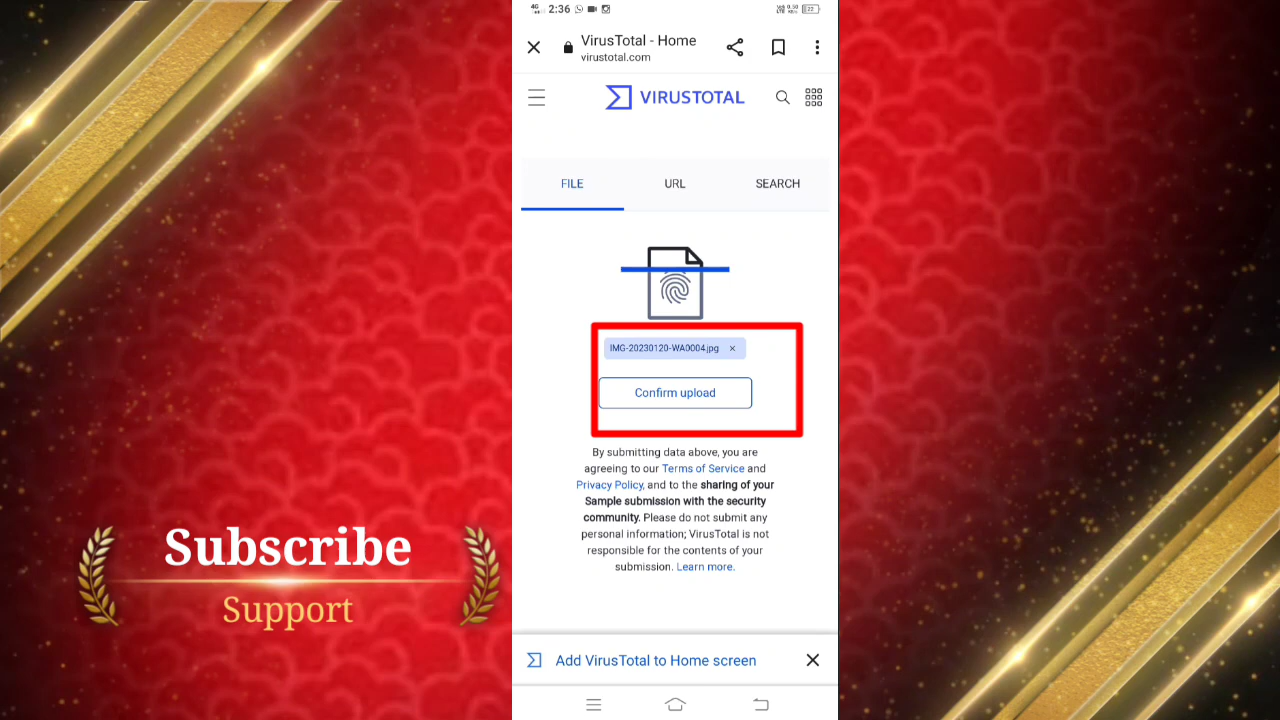 4G 2:36
22
VirusTotal - Home
virustotal.com
VIRUSTOTAL
FILE URL SEARCH
IMG-20230120-WA0004.jpg ×
Confirm upload
By submitting data above, you are
agreeing to our Terms of Service and
Privacy Policy, and to the sharing of your
Sample submission with the security
community. Please do not submit any
personal information; VirusTotal is not
responsible for the contents of your
submission. Learn more.
Subscribe
Support
Add VirusTotal to Home screen